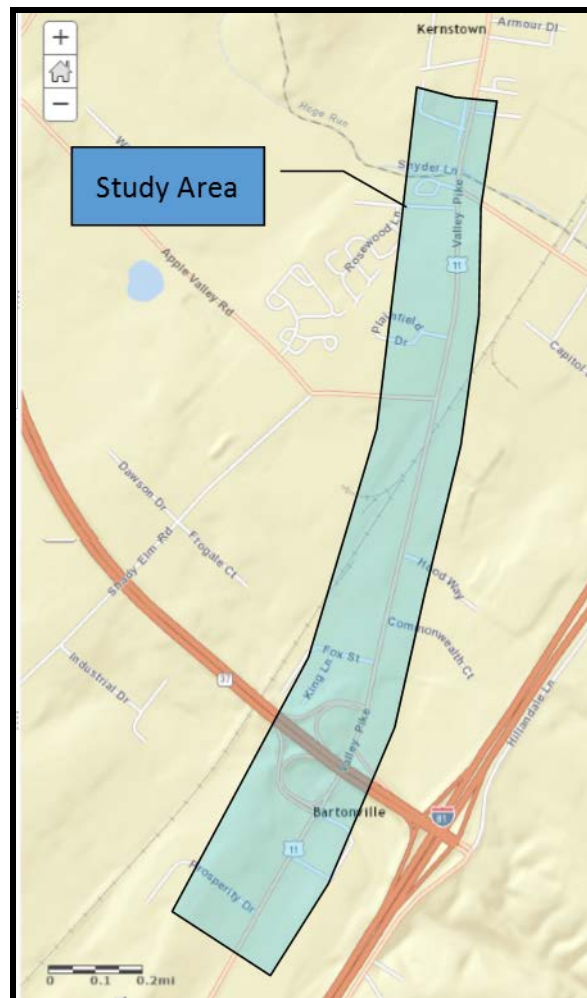 +
−
Kernstown
Armour Dr
Hoge Run
Snyder Ln
Study Area
Valley Pike
Rosewood Ln
11
Apple Valley Rd
Plainfield
Dr
Capitol
Dawson Dr
Frogale Ct
Shady Elm Rd
Hood Way
Commonwealth Ct
Fox St
King Ln
Industrial Dr
37
Hillandale Ln
Valley Pike
Bartonville
81
11
Prosperity Dr
0 0.1 0.2mi